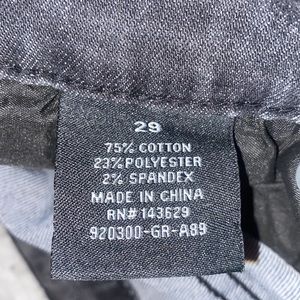 29
75% COTTON
23% POLYESTER
2% SPANDEX
MADE IN CHINA
RN# 143629
920300-GR-A89